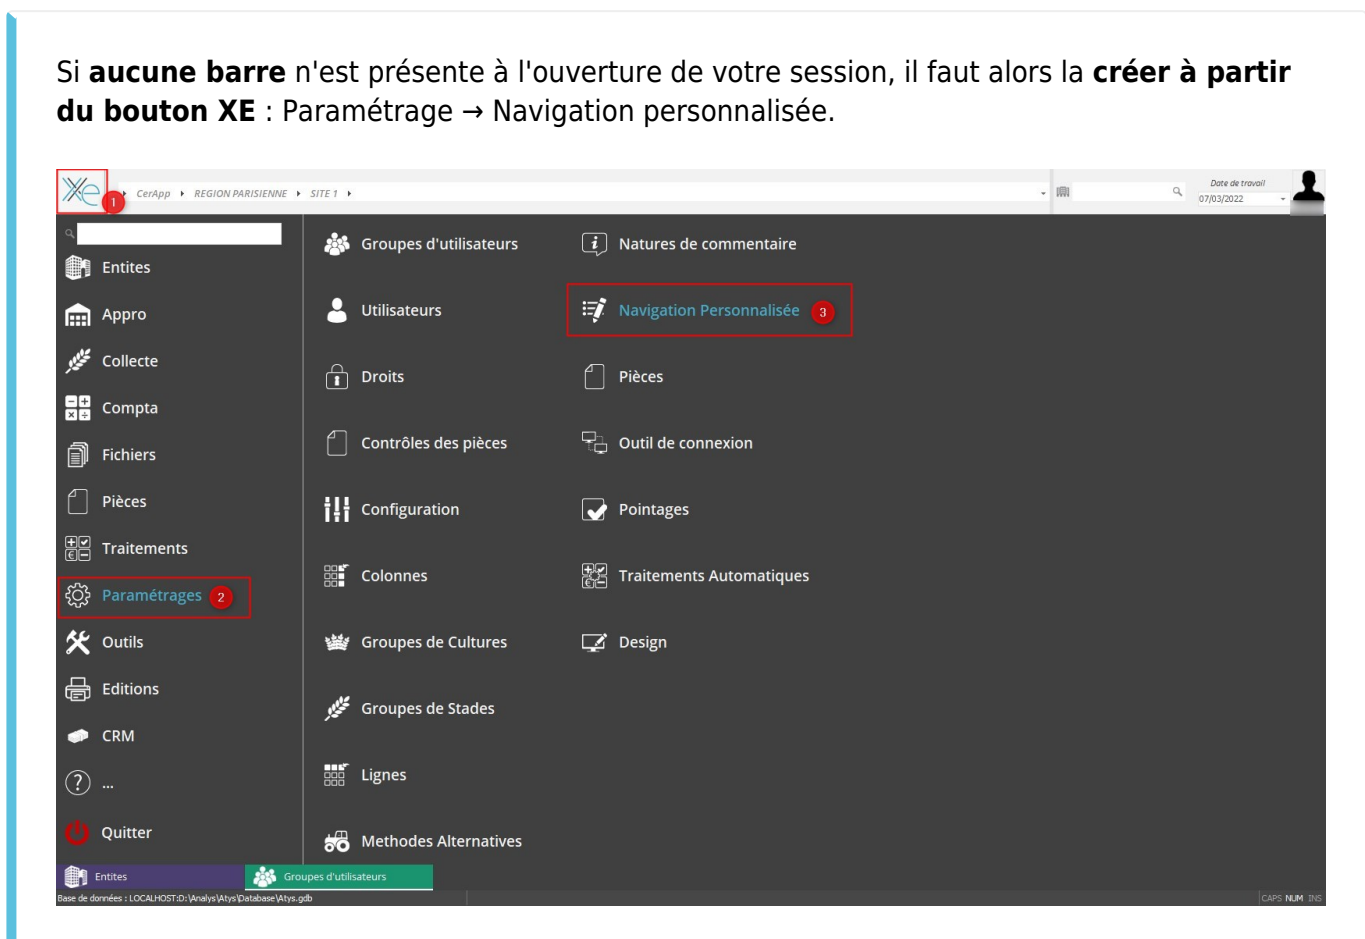 Si aucune barre n'est présente à l'ouverture de votre session, il faut alors la créer à partir
du bouton XE : Paramétrage → Navigation personnalisée.
Xe
1
CerApp
REGION PARISIENNE
SITE 1
Date de travail
07/03/2022
Entites
Appro
Collecte
Compta
Fichiers
Pièces
Traitements
Paramétrages 2
Outils
Editions
CRM
...
Quitter
Groupes d'utilisateurs
Utilisateurs
Droits
Contrôles des pièces
Configuration
Colonnes
Groupes de Cultures
Groupes de Stades
Lignes
Methodes Alternatives
Natures de commentaire
Navigation Personnalisée 3
Pièces
Outil de connexion
Pointages
Traitements Automatiques
Design
Entites
Groupes d'utilisateurs
Base de données : LOCALHOST:D:\Analys\Atys\Database\Atys.gdb
CAPS NUM INS